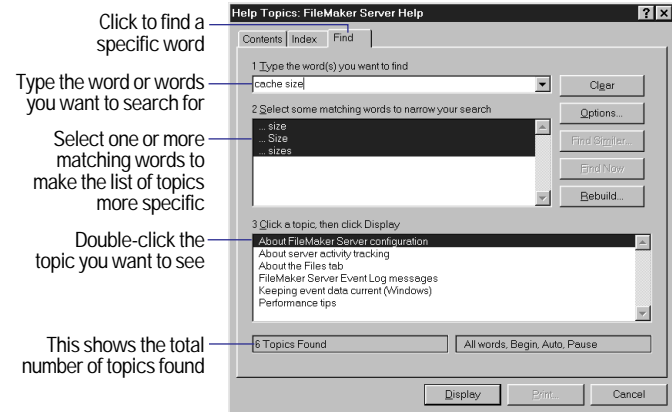 Help Topics: FileMaker Server Help
Click to find a
specific word
Contents Index Find
1 Type the word(s) you want to find
Type the word or words
you want to search for
cache size
Clear
2 Select some matching words to narrow your search
Options...
Select one or more
matching words to
make the list of topics
more specific
... size
... Size
... sizes
Find Similar...
Find Now
Rebuild...
3 Click a topic, then click Display
Double-click the
topic you want to see
About FileMaker Server configuration
About server activity tracking
About the Files tab
FileMaker Server Event Log messages
Keeping event data current (Windows)
Performance tips
This shows the total
number of topics found
6 Topics Found
All words, Begin, Auto, Pause
Display
Print...
Cancel